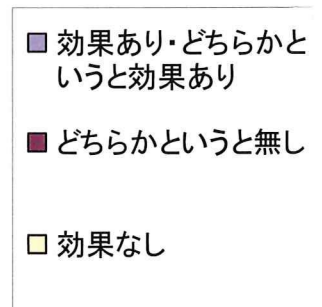 効果あり・どちらかと
いうと効果あり
どちらかというと無し
効果なし